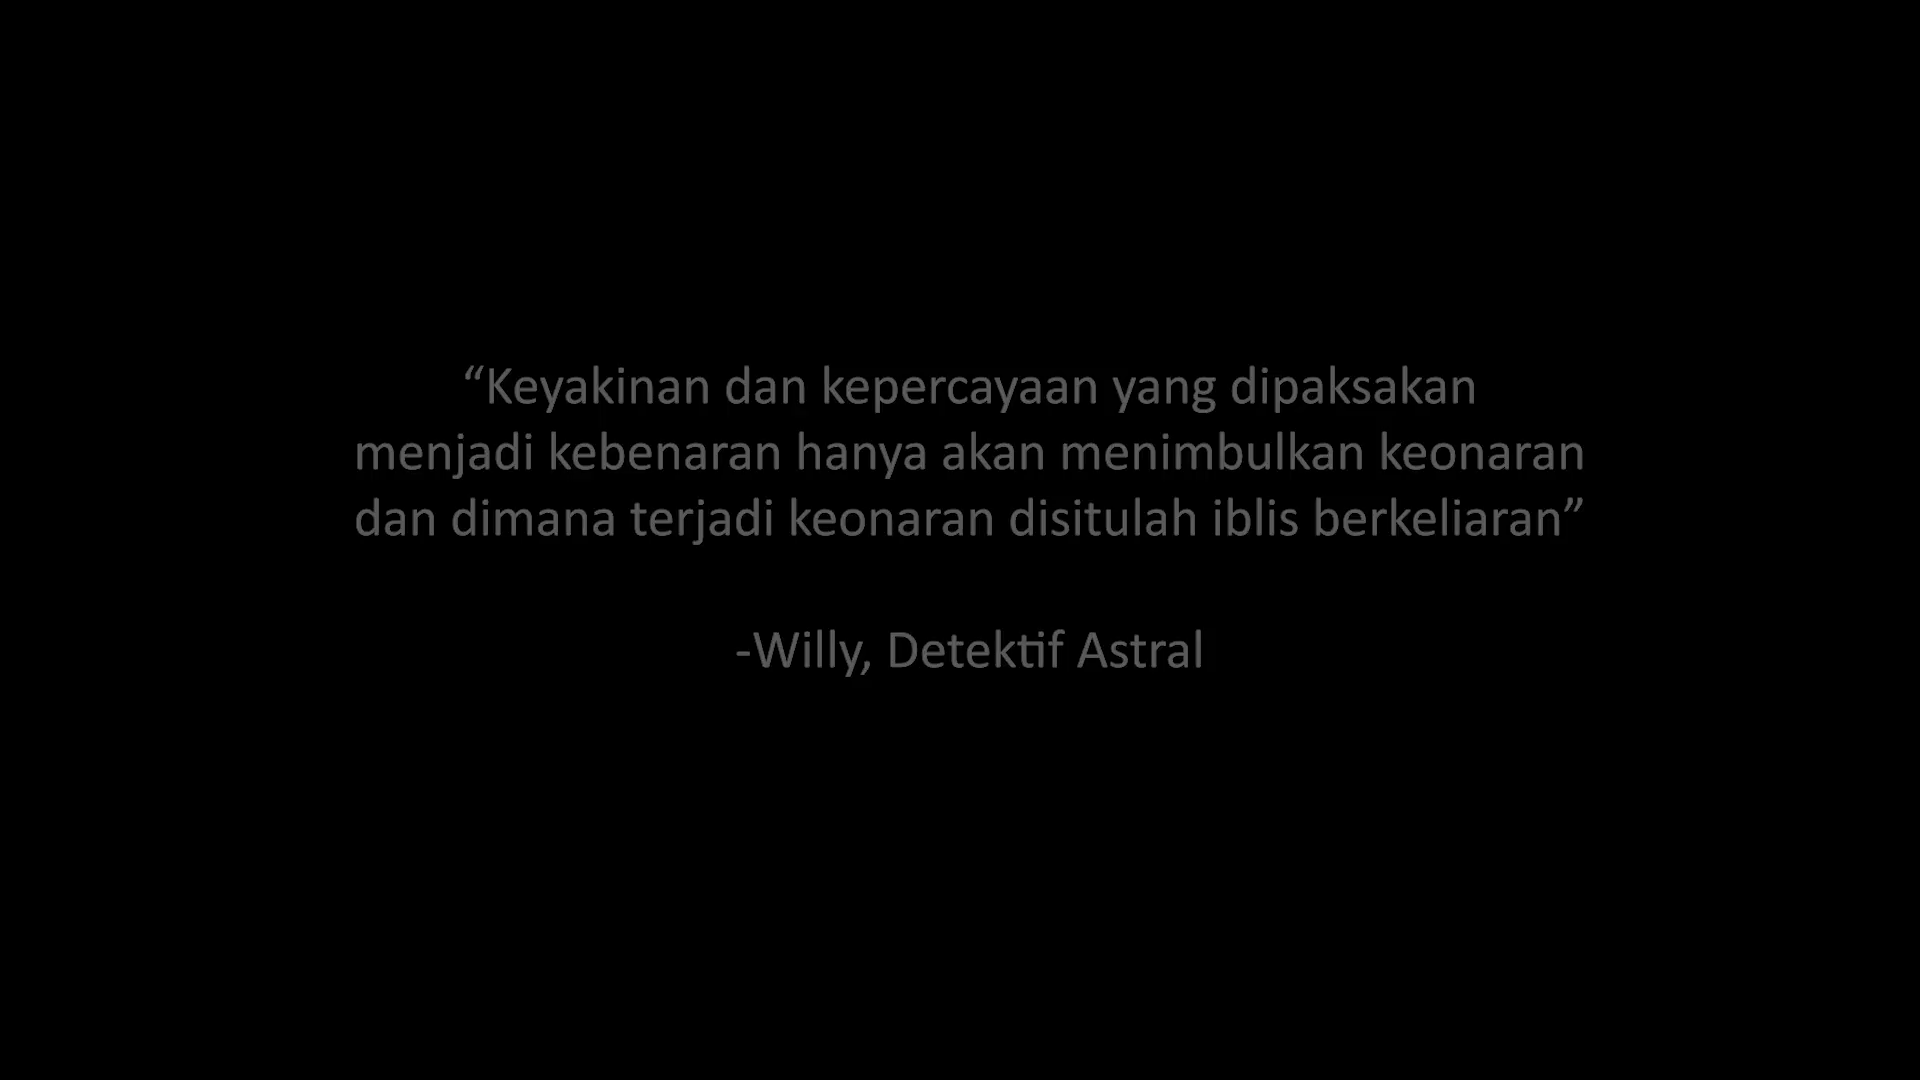 “Keyakinan dan kepercayaan yang dipaksakan
menjadi kebenaran hanya akan menimbulkan keonaran
dan dimana terjadi keonaran disitulah iblis berkeliaran”
-Willy, Detektif Astral